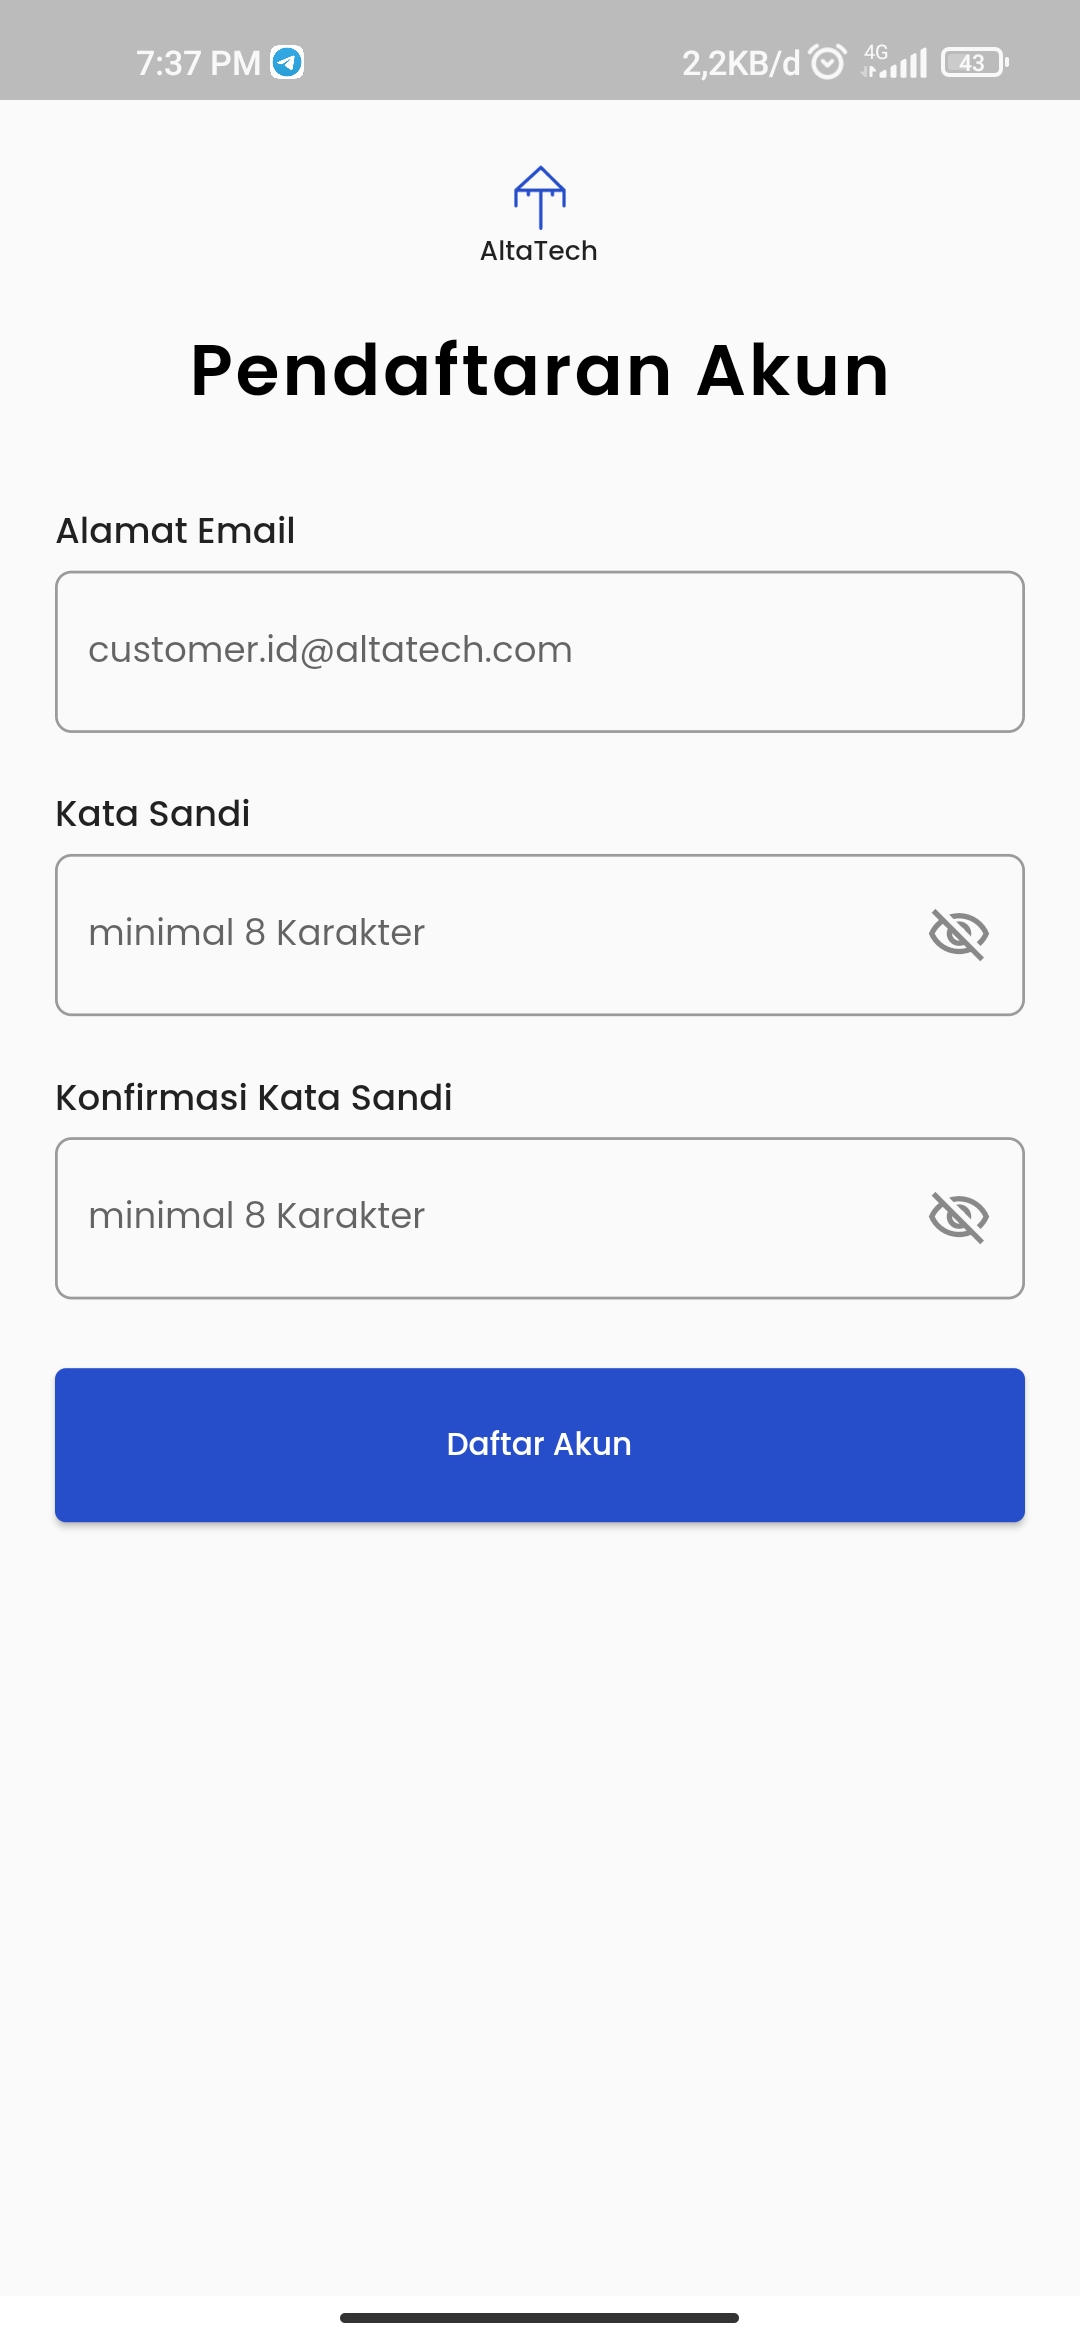 7:37 PM 2,2KB/d 4G 43
AltaTech
Pendaftaran Akun
Alamat Email
customer.id@altatech.com
Kata Sandi
minimal 8 Karakter
Konfirmasi Kata Sandi
minimal 8 Karakter
Daftar Akun